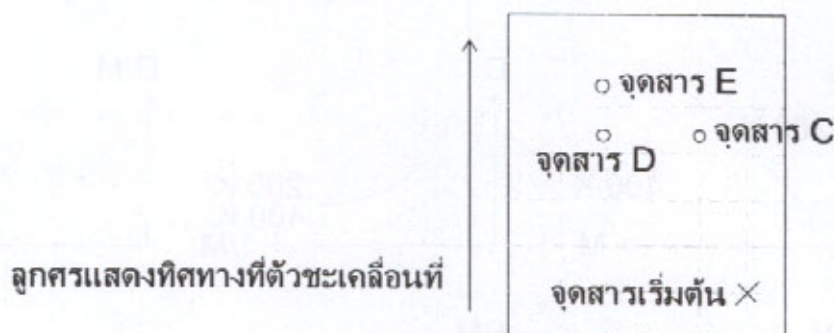 จุดสาร E
จุดสาร C
จุดสาร D
ลูกศรแสดงทิศทางที่ตัวชะเคลื่อนที่
จุดสารเริ่มต้น